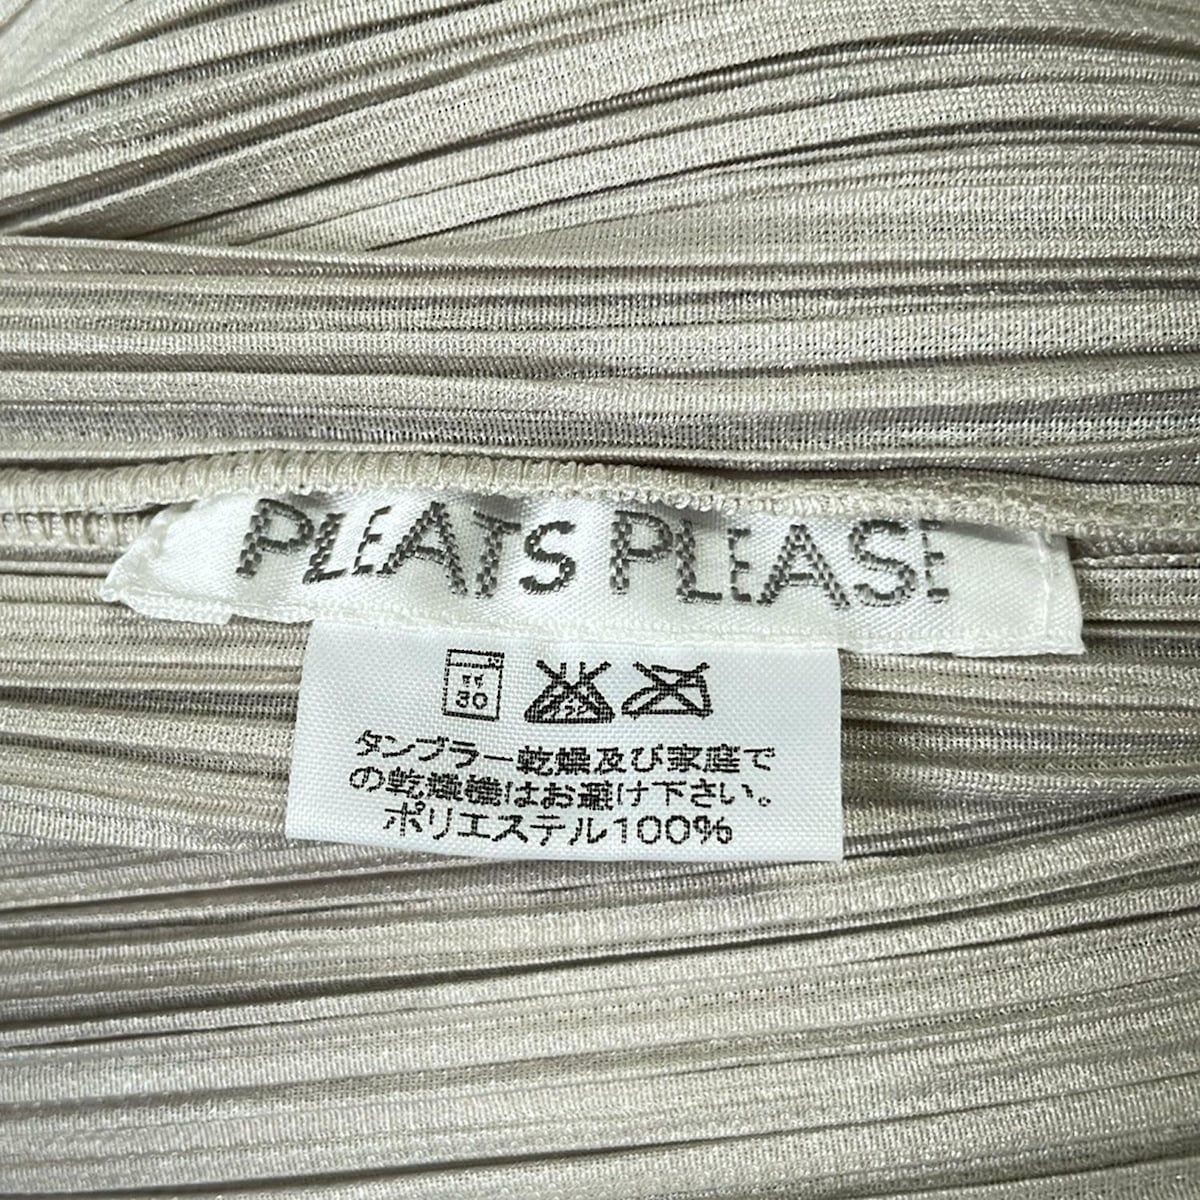 PLEATS PLEASE
30
タンブラー乾燥及び家庭で
の乾燥機はお避け下さい。
ポリエステル100%